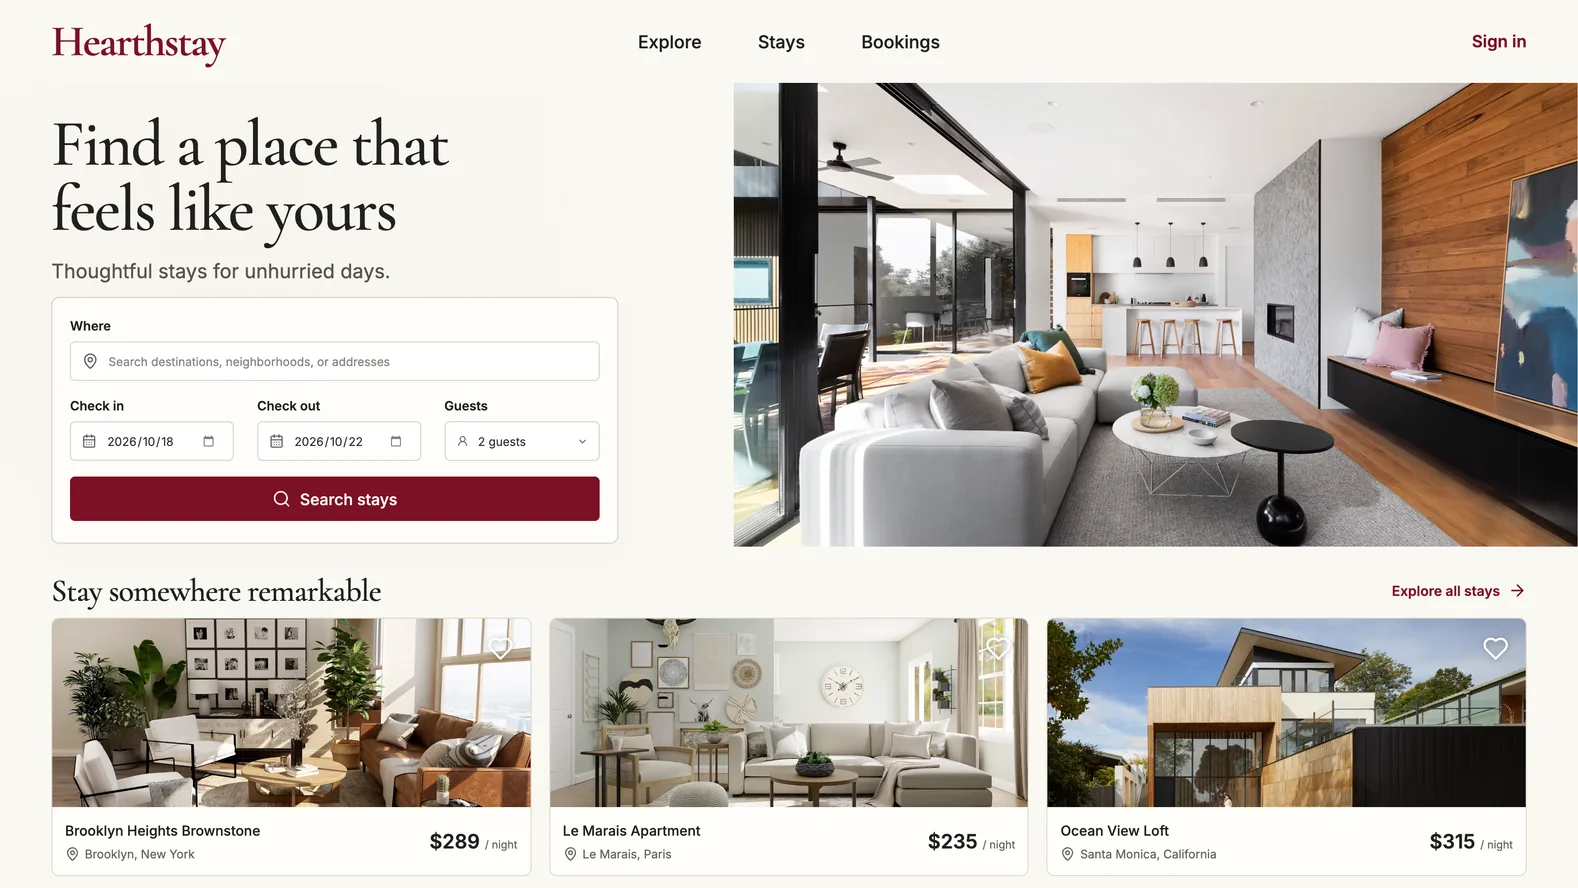 Hearthstay
Explore
Stays
Bookings
Sign in
Find a place that
feels like yours
Thoughtful stays for unhurried days.
Where
Search destinations, neighborhoods, or addresses
Check in
Check out
Guests
2026/10/18
2026/10/22
2 guests
Search stays
Stay somewhere remarkable
Explore all stays
Brooklyn Heights Brownstone
Brooklyn, New York
$289 / night
Le Marais Apartment
Le Marais, Paris
$235 / night
Ocean View Loft
Santa Monica, California
$315 / night